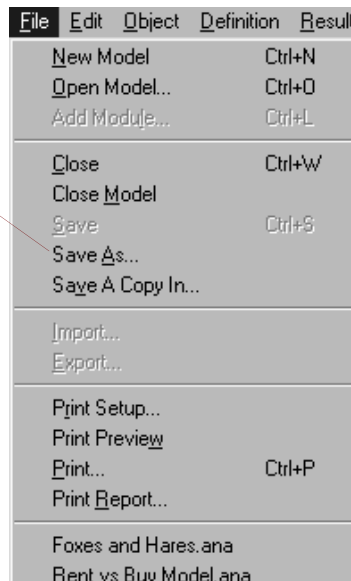 File Edit Object Definition Result
New Model Ctrl+N
Open Model... Ctrl+O
Add Module... Ctrl+L
Close Ctrl+W
Close Model
Save Ctrl+S
Save As...
Save A Copy In...
Import...
Export...
Print Setup...
Print Preview
Print... Ctrl+P
Print Report...
Foxes and Hares.ana
Rent vs Buy Model.ana